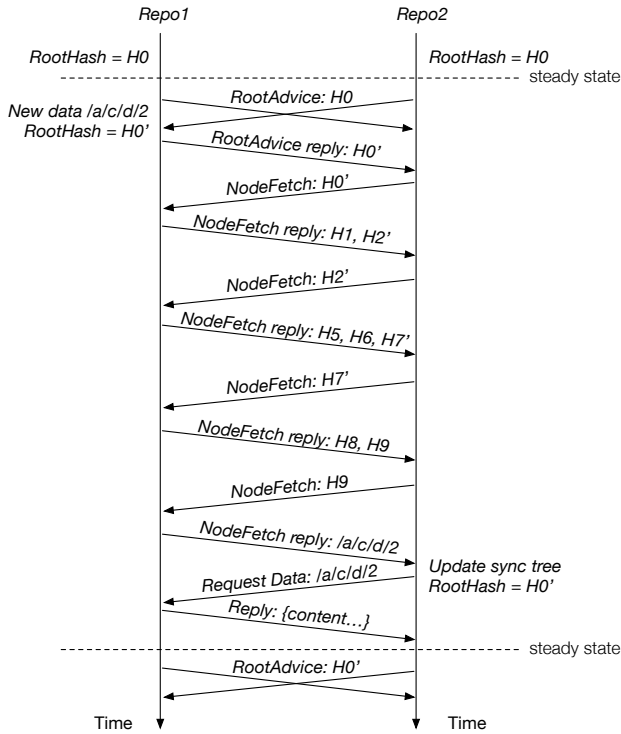 Repo1
Repo2
RootHash = H0
RootHash = H0
steady state
RootAdvice: H0
New data /a/c/d/2
RootHash = H0’
RootAdvice reply: H0’
NodeFetch: H0’
NodeFetch reply: H1, H2’
NodeFetch: H2’
NodeFetch reply: H5, H6, H7’
NodeFetch: H7’
NodeFetch reply: H8, H9
NodeFetch: H9
NodeFetch reply: /a/c/d/2
Update sync tree
RootHash = H0’
Request Data: /a/c/d/2
Reply: {content…}
steady state
RootAdvice: H0’
Time
Time